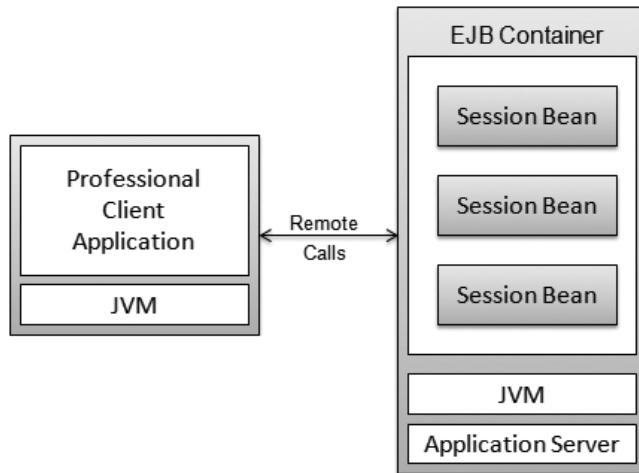 Professional
Client
Application
JVM
Remote
Calls
EJB Container
Session Bean
Session Bean
Session Bean
JVM
Application Server